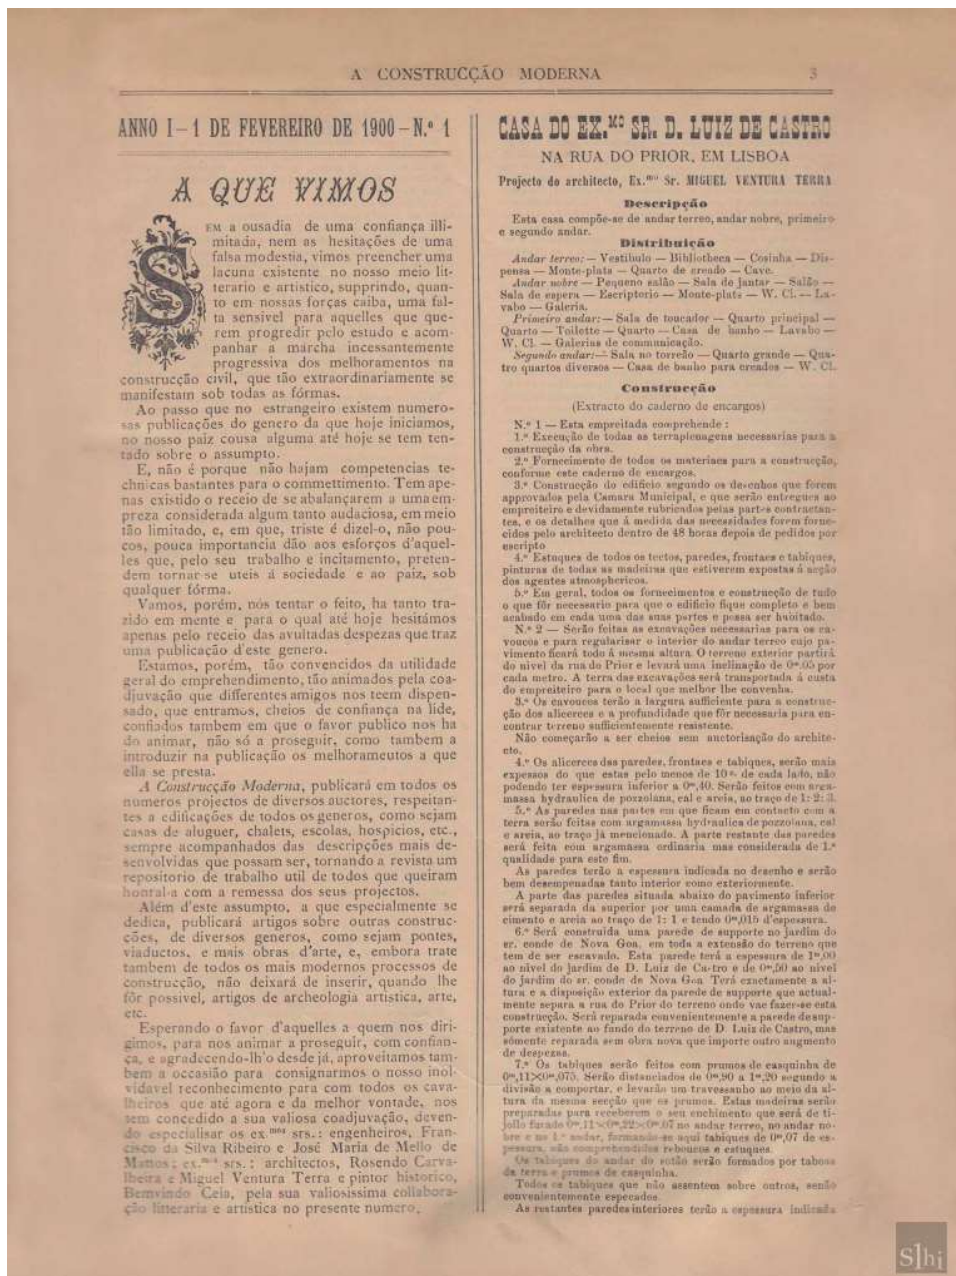 A CONSTRUCÇÃO MODERNA 3
ANNO I—1 DE FEVEREIRO DE 1900—N.º 1
A QUE VIMOS
SEM a ousadia de uma confiança illi-
mitada, nem as hesitações de uma
falsa modestia, vimos preencher uma
lacuna existente no nosso meio lit-
terario e artistico, supprindo, quan-
to em nossas forças caiba, uma fal-
ta sensivel para aquelles que que-
rem progredir pelo estudo e acom-
panhar a marcha incessantemente
progressiva dos melhoramentos na
construcção civil, que tão extraordinariamente se
manifestam sob todas as fórmas.
Ao passo que no estrangeiro existem numero-
sas publicações do genero da que hoje iniciamos,
no nosso paiz cousa alguma até hoje se tem ten-
tado sobre o assumpto.
E, não é porque não hajam competencias te-
chnicas bastantes para o commettimento. Tem ape-
nas existido o receio de se abalançarem a uma em-
preza considerada algum tanto audaciosa, em meio
tão limitado, e, em que, triste é dizel-o, não pou-
cos, pouca importancia dão aos esforços d'aquel-
les que, pelo seu trabalho e incitamento, preten-
dem tornar-se uteis á sociedade e ao paiz, sob
qualquer fórma.
Vamos, porém, nós tentar o feito, ha tanto tra-
zido em mente e para o qual até hoje hesitámos
apenas pelo receio das avultadas despezas que traz
uma publicação d'este genero.
Estamos, porém, tão convencidos da utilidade
geral do emprehendimento, tão animados pela coa-
djuvação que differentes amigos nos teem dispen-
sado, que entramos, cheios de confiança na lide,
confiados tambem em que o favor publico nos ha
de animar, não só a proseguir, como tambem a
introduzir na publicação os melhoramentos a que
ella se presta.
A Construcção Moderna, publicará em todos os
numeros projectos de diversos auctores, respeitan-
tes a edificações de todos os generos, como sejam
casas de aluguer, chalets, escolas, hospicios, etc.,
sempre acompanhados das descripções mais de-
senvolvidas que possam ser, tornando a revista um
repositorio de trabalho util de todos que queiram
honral-a com a remessa dos seus projectos.
Além d'este assumpto, a que especialmente se
dedica, publicará artigos sobre outras construc-
ções, de diversos generos, como sejam pontes,
viaductos, e mais obras d'arte, e, embora trate
tambem de todos os mais modernos processos de
construcção, não deixará de inserir, quando lhe
fôr possivel, artigos de archeologia artistica, arte,
etc.
Esperando o favor d'aquelles a quem nos diri-
gimos, para nos animar a proseguir, com confian-
ça, e agradecendo-lh'o desde já, aproveitamos tam-
bem a occasião para consignarmos o nosso inol-
vidavel reconhecimento para com todos os cava-
lheiros que até agora e da melhor vontade, nos
tem concedido a sua valiosa coadjuvação, deven-
do especialisar os ex.mos srs.: engenheiros, Fran-
cisco da Silva Ribeiro e José Maria de Mello de
Mattos; ex.mos srs.: architectos, Rosendo Carva-
lheira e Miguel Ventura Terra e pintor historico,
Bemvindo Ceia, pela sua valiosissima collabora-
ção litteraria e artistica no presente numero.
CASA DO EX.MO SR. D. LUIZ DE CASTRO
NA RUA DO PRIOR, EM LISBOA
Projecto do architecto, Ex.mo Sr. MIGUEL VENTURA TERRA
Descripção
Esta casa compõe-se de andar terreo, andar nobre, primeiro
e segundo andar.
Distribuição
Andar terreo:— Vestibulo — Bibliotheca — Cosinha — Dis-
pensa — Monte-plats — Quarto de creado — Cave.
Andar nobre — Pequeno salão — Sala de jantar — Salão —
Sala de espera — Escriptorio — Monte-plats — W. Cl. — La-
vabo — Galeria.
Primeiro andar:— Sala de toucador — Quarto principal —
Quarto — Toilette — Quarto — Casa de banho — Lavabo —
W. Cl. — Galerias de communicação.
Segundo andar:— Sala no torreão — Quarto grande — Qua-
tro quartos diversos — Casa de banho para creados — W. Cl.
Construcção
(Extracto do caderno de encargos)
N.º 1 — Esta empreitada comprehende :
1.º Execução de todas as terraplenagens necessarias para a
construcção da obra.
2.º Fornecimento de todos os materiaes para a construcção,
conforme este caderno de encargos.
3.º Construcção do edificio segundo os desenhos que forem
approvados pela Camara Municipal, e que serão entregues ao
empreiteiro e devidamente rubricados pelas partes contractan-
tes, e os detalhes que á medida das necessidades forem forne-
cidos pelo architecto dentro de 48 horas depois de pedidos por
escripto
4.º Estuques de todos os tectos, paredes, frontaes e tabiques,
pinturas de todas as madeiras que estiverem expostas á acção
dos agentes atmosphericos.
5.º Em geral, todos os fornecimentos e construcção de tudo
o que fôr necessario para que o edificio fique completo e bem
acabado em cada uma das suas partes e possa ser habitado.
N.º 2 — Serão feitas as excavações necessarias para os ca-
voucos e para regularisar o interior do andar terreo cujo pa-
vimento ficará todo á mesma altura. O terreno exterior partirá
do nivel da rua do Prior e levará uma inclinação de 0m,05 por
cada metro. A terra das excavações será transportada á custa
do empreiteiro para o local que melhor lhe convenha.
3.º Os cavoucos terão a largura sufficiente para a construc-
ção dos alicerces e a profundidade que fôr necessaria para en-
contrar terreno sufficientemente resistente.
Não começarão a ser cheios sem auctorisação do archite-
cto.
4.º Os alicerces das paredes, frontaes e tabiques, serão mais
expessos do que estas pelo menos de 10c. de cada lado, não
podendo ter espessura inferior a 0m,40. Serão feitos com arga-
massa hydraulica de pozzolana, cal e areia, ao traço de 1: 2: 3.
5.º As paredes nas partes em que ficam em contacto com a
terra serão feitas com argamassa hydraulica de pozzolana, cal
e areia, ao traço já mencionado. A parte restante das paredes
será feita com argamassa ordinaria mas considerada de 1.ª
qualidade para este fim.
As paredes terão a espessura indicada no desenho e serão
bem desempenadas tanto interior como exteriormente.
A parte das paredes situada abaixo do pavimento inferior
será separada da superior por uma camada de argamassa de
cimento e areia ao traço de 1: 1 e tendo 0m,015 d'espessura.
6.º Será construida uma parede de supporte no jardim do
sr. conde de Nova Goa, em toda a extensão do terreno que
tem de ser escavado. Esta parede terá a espessura de 1m,00
ao nivel do jardim de D. Luiz de Castro e de 0m,50 ao nivel
do jardim do sr. conde de Nova Goa Terá exactamente a al-
tura e a disposição exterior da parede de supporte que actual-
mente separa a rua do Prior do terreno onde vae fazer-se esta
construcção. Será reparada convenientemente a parede de sup-
porte existente ao fundo do terreno de D. Luiz de Castro, mas
sómente reparada sem obra nova que importe outro augmento
de despezas.
7.º Os tabiques serão feitos com prumos de casquinha de
0m,11×0m,075. Serão distanciados de 0m,90 a 1m,20 segundo a
divisão a comportar, e levarão um travessanho ao meio da al-
tura da mesma secção que os prumos. Estas madeiras serão
preparadas para receberem o seu enchimento que será de ti-
jollo furado 0m,11×0m,22×0m,07 no andar terreo, no andar no-
bre e no 1.º andar, formando-se aqui tabiques de 0m,07 de es-
pessura, não comprehendidos reboucos e estuques.
Os tabiques do andar do sotão serão formados por taboas
da terra e prumos de casquinha.
Todos os tabiques que não assentem sobre outros, serão
convenientemente especados.
As restantes paredes interiores terão a espessura indicada
S]hi